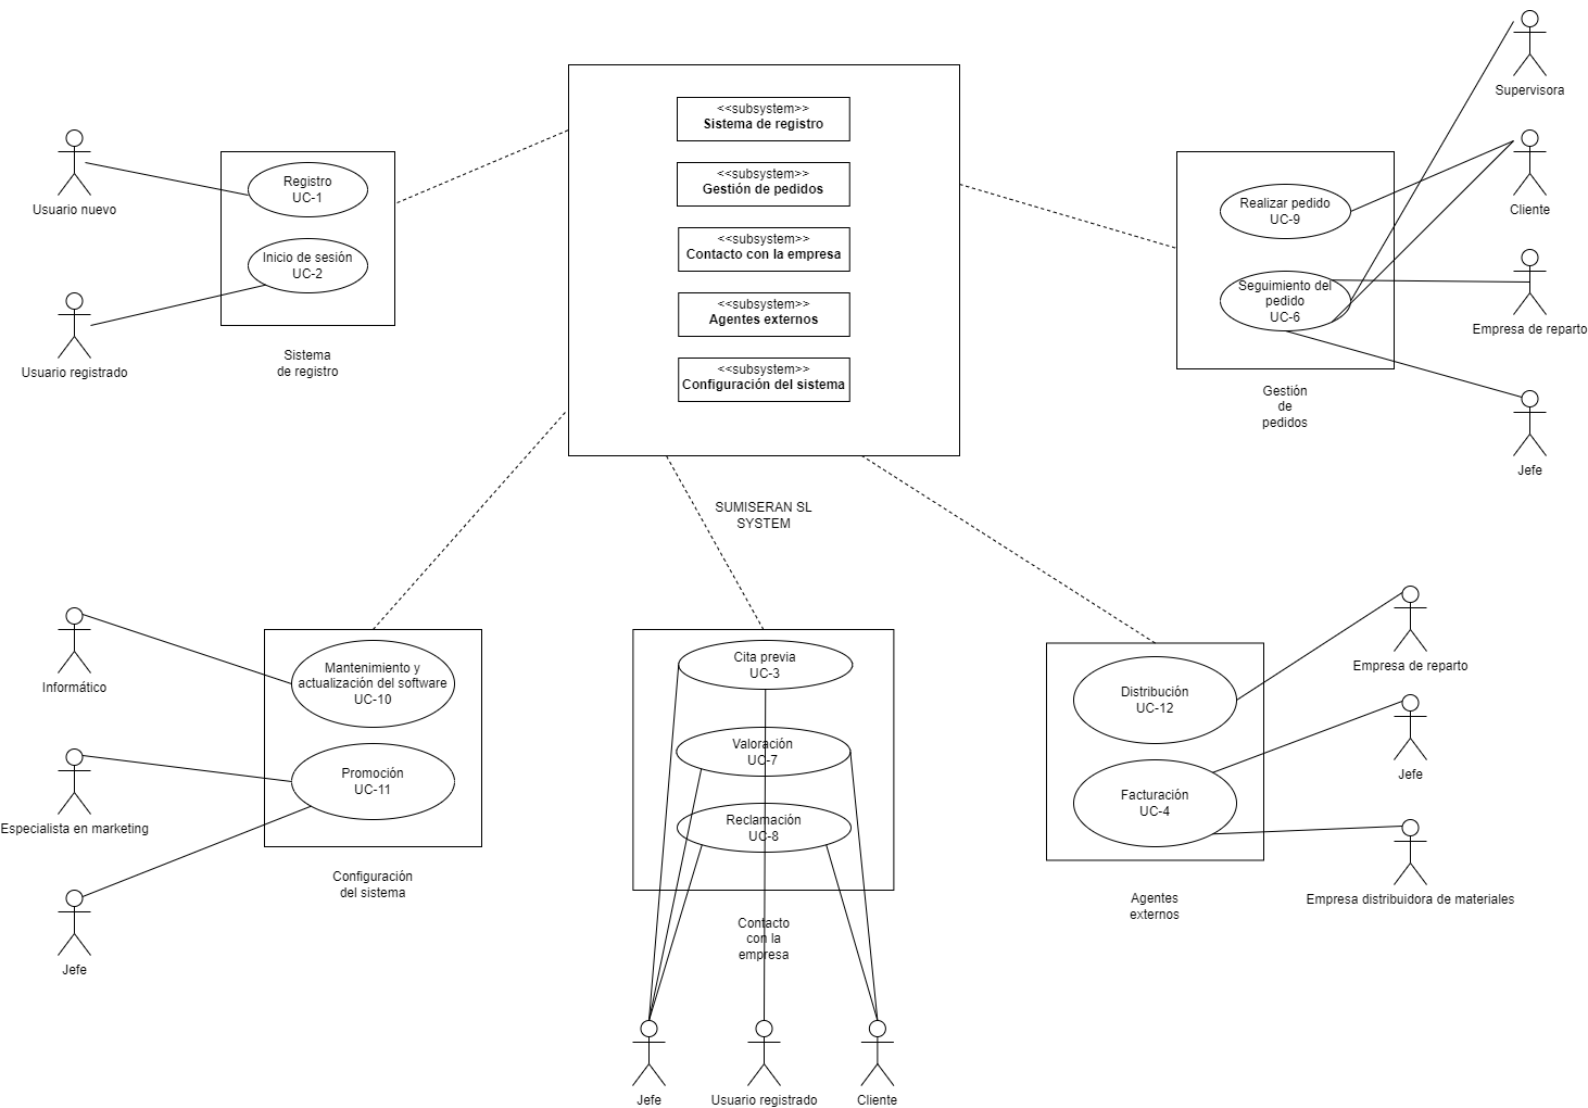 Usuario nuevo
Registro
UC-1
Inicio de sesión
UC-2
Usuario registrado
Sistema
de registro
<<subsystem>>
Sistema de registro
<<subsystem>>
Gestión de pedidos
<<subsystem>>
Contacto con la empresa
<<subsystem>>
Agentes externos
<<subsystem>>
Configuración del sistema
SUMISERAN SL
SYSTEM
Supervisora
Realizar pedido
UC-9
Cliente
Seguimiento del
pedido
UC-6
Empresa de reparto
Gestión
de
pedidos
Jefe
Informático
Mantenimiento y
actualización del software
UC-10
Promoción
UC-11
Especialista en marketing
Configuración
del sistema
Jefe
Cita previa
UC-3
Valoración
UC-7
Reclamación
UC-8
Contacto
con la
empresa
Jefe
Usuario registrado
Cliente
Empresa de reparto
Distribución
UC-12
Jefe
Facturación
UC-4
Empresa distribuidora de materiales
Agentes
externos